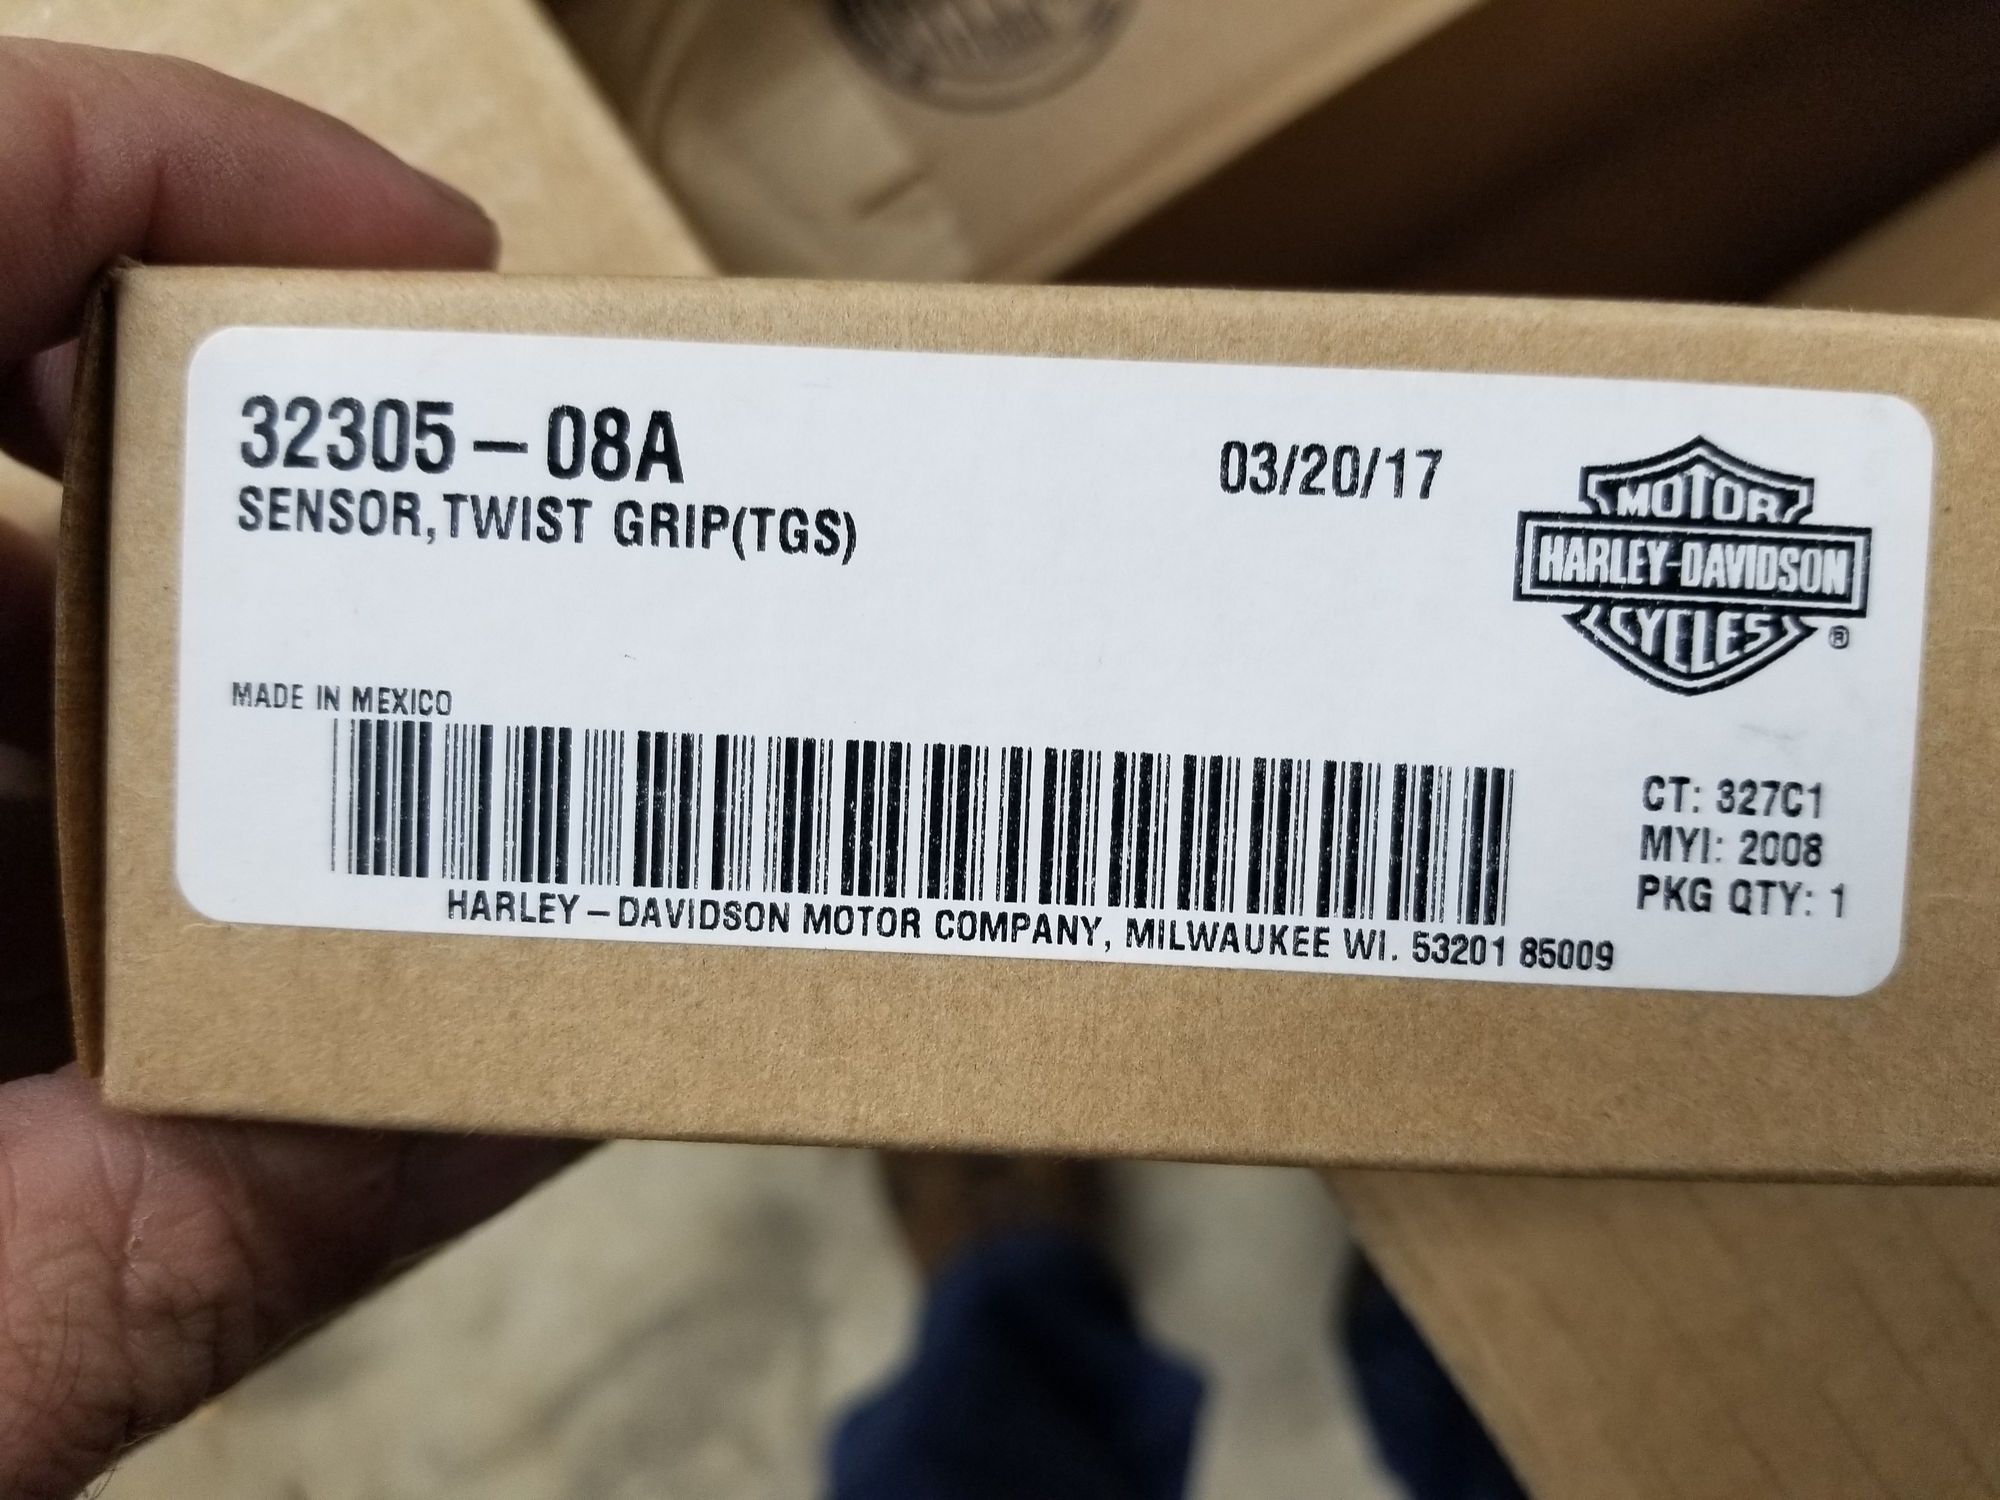 32305-08A
SENSOR,TWIST GRIP(TGS)
03/20/17
MOTOR
HARLEY-DAVIDSON
CYCLES
®
MADE IN MEXICO
CT: 327C1
MYI: 2008
PKG QTY: 1
HARLEY-DAVIDSON MOTOR COMPANY, MILWAUKEE WI. 53201 85009